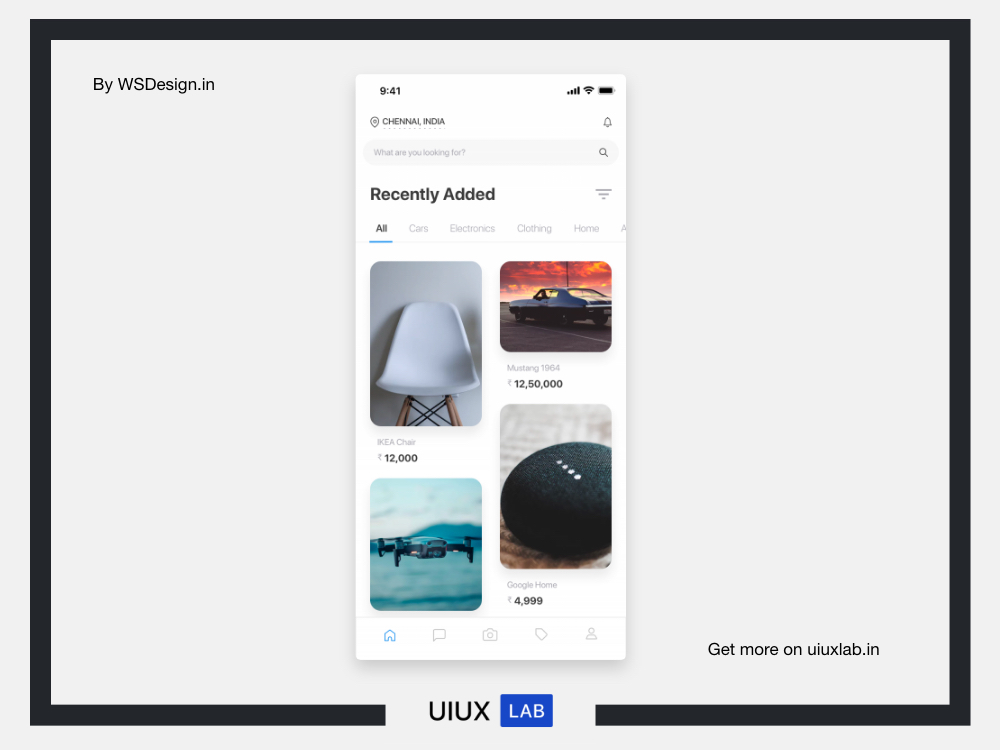 By WSDesign.in
9:41
CHENNAI, INDIA
What are you looking for?
Recently Added
All Cars Electronics Clothing Home A
Mustang 1964
₹ 12,50,000
IKEA Chair
₹ 12,000
Google Home
₹ 4,999
Get more on uiuxlab.in
UIUX LAB